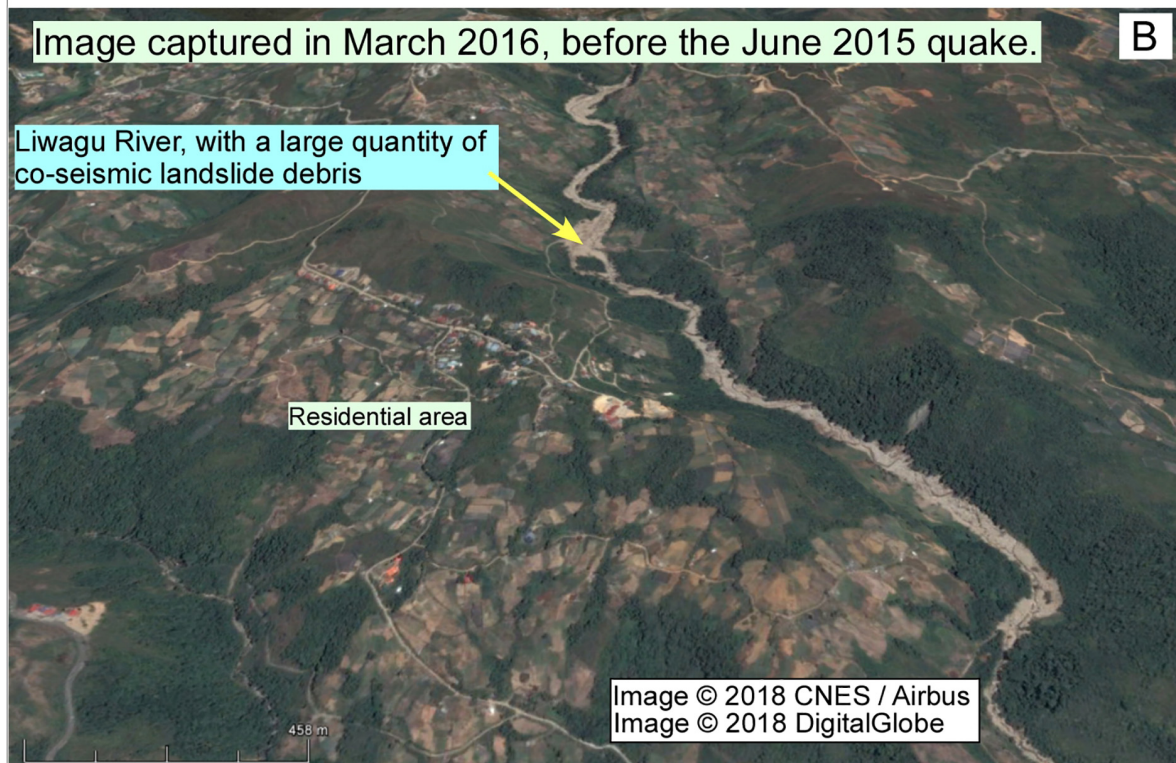 Image captured in March 2016, before the June 2015 quake.
B
Liwagu River, with a large quantity of
co-seismic landslide debris
Residential area
Image © 2018 CNES / Airbus
Image © 2018 DigitalGlobe
458 m